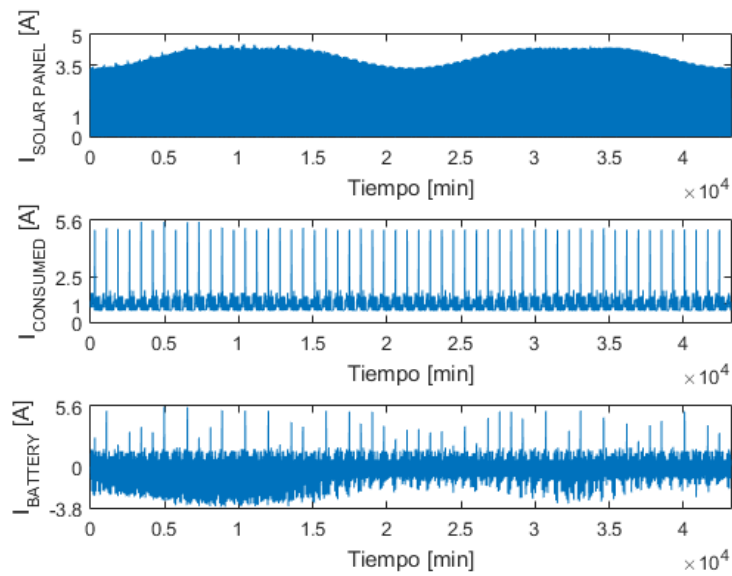 I_SOLAR PANEL [A]
5
3.5
1
0
0 0.5 1 1.5 2 2.5 3 3.5 4
Tiempo [min]
×10^4
I_CONSUMED [A]
5.6
2.5
1
0
0 0.5 1 1.5 2 2.5 3 3.5 4
Tiempo [min]
×10^4
I_BATTERY [A]
5.6
0
-3.8
0 0.5 1 1.5 2 2.5 3 3.5 4
Tiempo [min]
×10^4